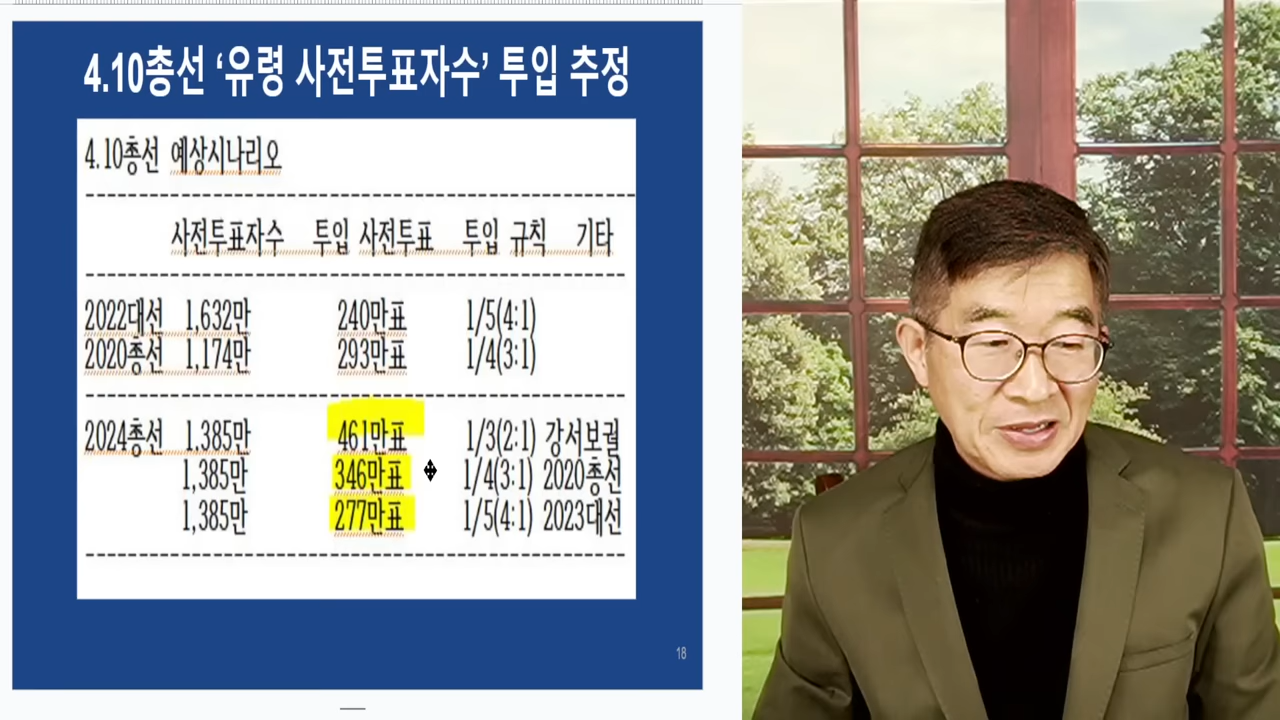 4.10총선 ‘유령 사전투표자수’ 투입 추정
4.10총선 예상시나리오
사전투표자수 투입 사전투표 투입 규칙 기타
2022대선 1,632만 240만표 1/5(4:1)
2020총선 1,174만 293만표 1/4(3:1)
2024총선 1,385만 461만표 1/3(2:1) 강서보궐
1,385만 346만표 1/4(3:1) 2020총선
1,385만 277만표 1/5(4:1) 2023대선
18